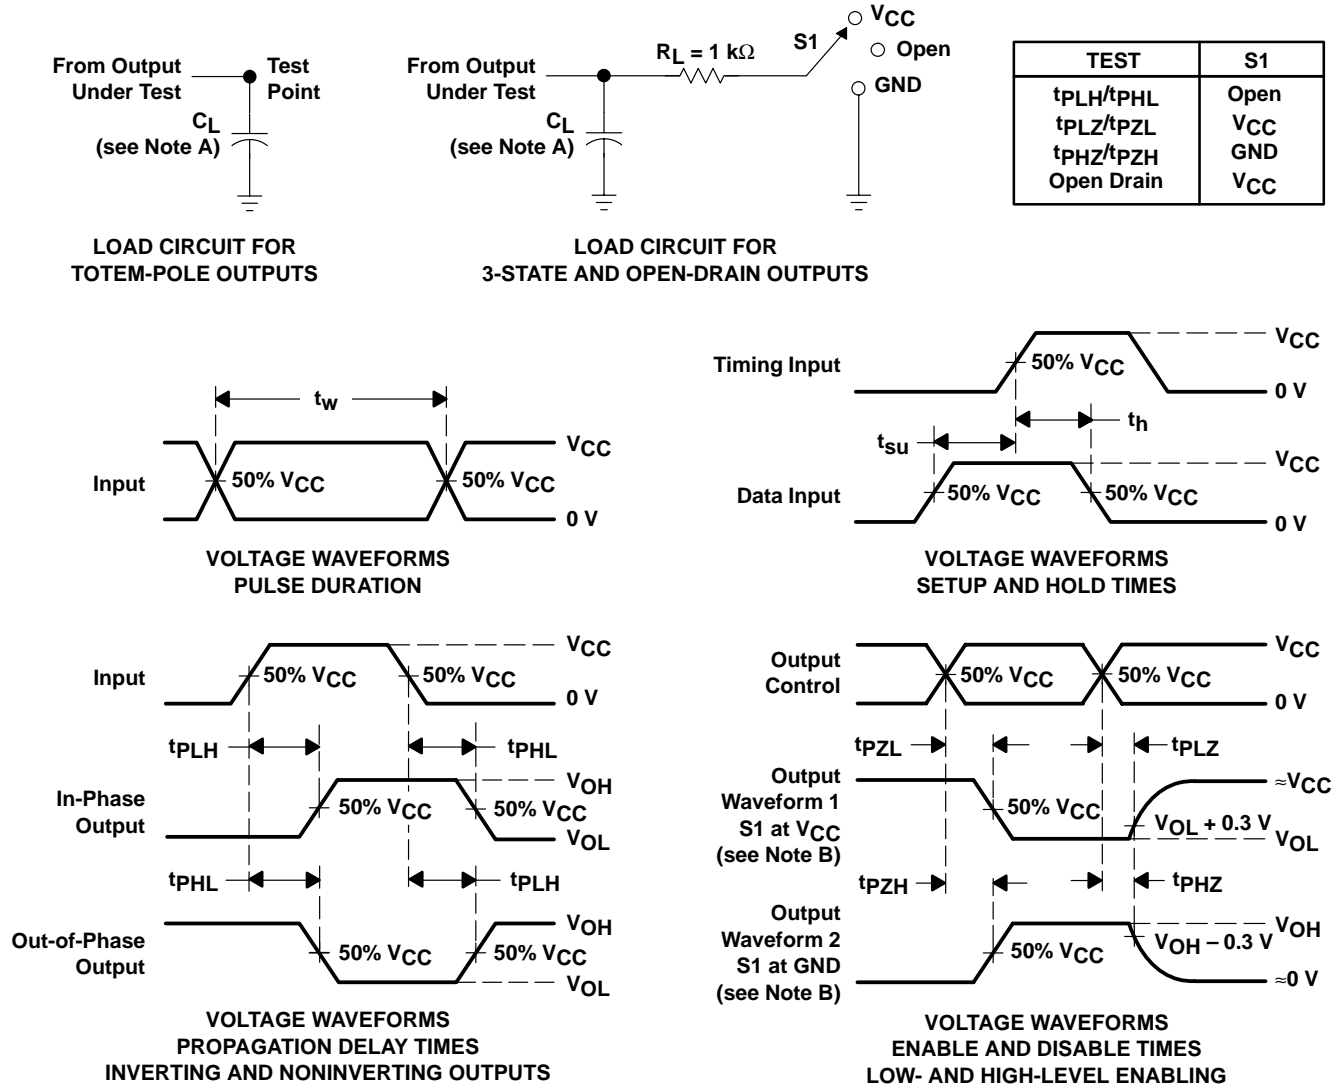 From Output
Under Test
Test
Point
CL
(see Note A)
LOAD CIRCUIT FOR
TOTEM-POLE OUTPUTS
From Output
Under Test
RL = 1 kΩ
S1
VCC
Open
GND
CL
(see Note A)
LOAD CIRCUIT FOR
3-STATE AND OPEN-DRAIN OUTPUTS
TEST S1
tPLH/tPHL Open
tPLZ/tPZL VCC
tPHZ/tPZH GND
Open Drain VCC
tw
Input
50% VCC
50% VCC
VCC
0 V
VOLTAGE WAVEFORMS
PULSE DURATION
Timing Input
50% VCC
VCC
0 V
th
tsu
Data Input
50% VCC
50% VCC
VCC
0 V
VOLTAGE WAVEFORMS
SETUP AND HOLD TIMES
Input
50% VCC
50% VCC
VCC
0 V
tPLH
tPHL
In-Phase
Output
50% VCC
50% VCC
VOH
VOL
tPHL
tPLH
Out-of-Phase
Output
50% VCC
50% VCC
VOH
VOL
VOLTAGE WAVEFORMS
PROPAGATION DELAY TIMES
INVERTING AND NONINVERTING OUTPUTS
Output
Control
50% VCC
50% VCC
VCC
0 V
tPZL
tPLZ
Output
Waveform 1
S1 at VCC
(see Note B)
50% VCC
VOL + 0.3 V
≈VCC
VOL
tPZH
tPHZ
Output
Waveform 2
S1 at GND
(see Note B)
50% VCC
VOH − 0.3 V
VOH
≈0 V
VOLTAGE WAVEFORMS
ENABLE AND DISABLE TIMES
LOW- AND HIGH-LEVEL ENABLING